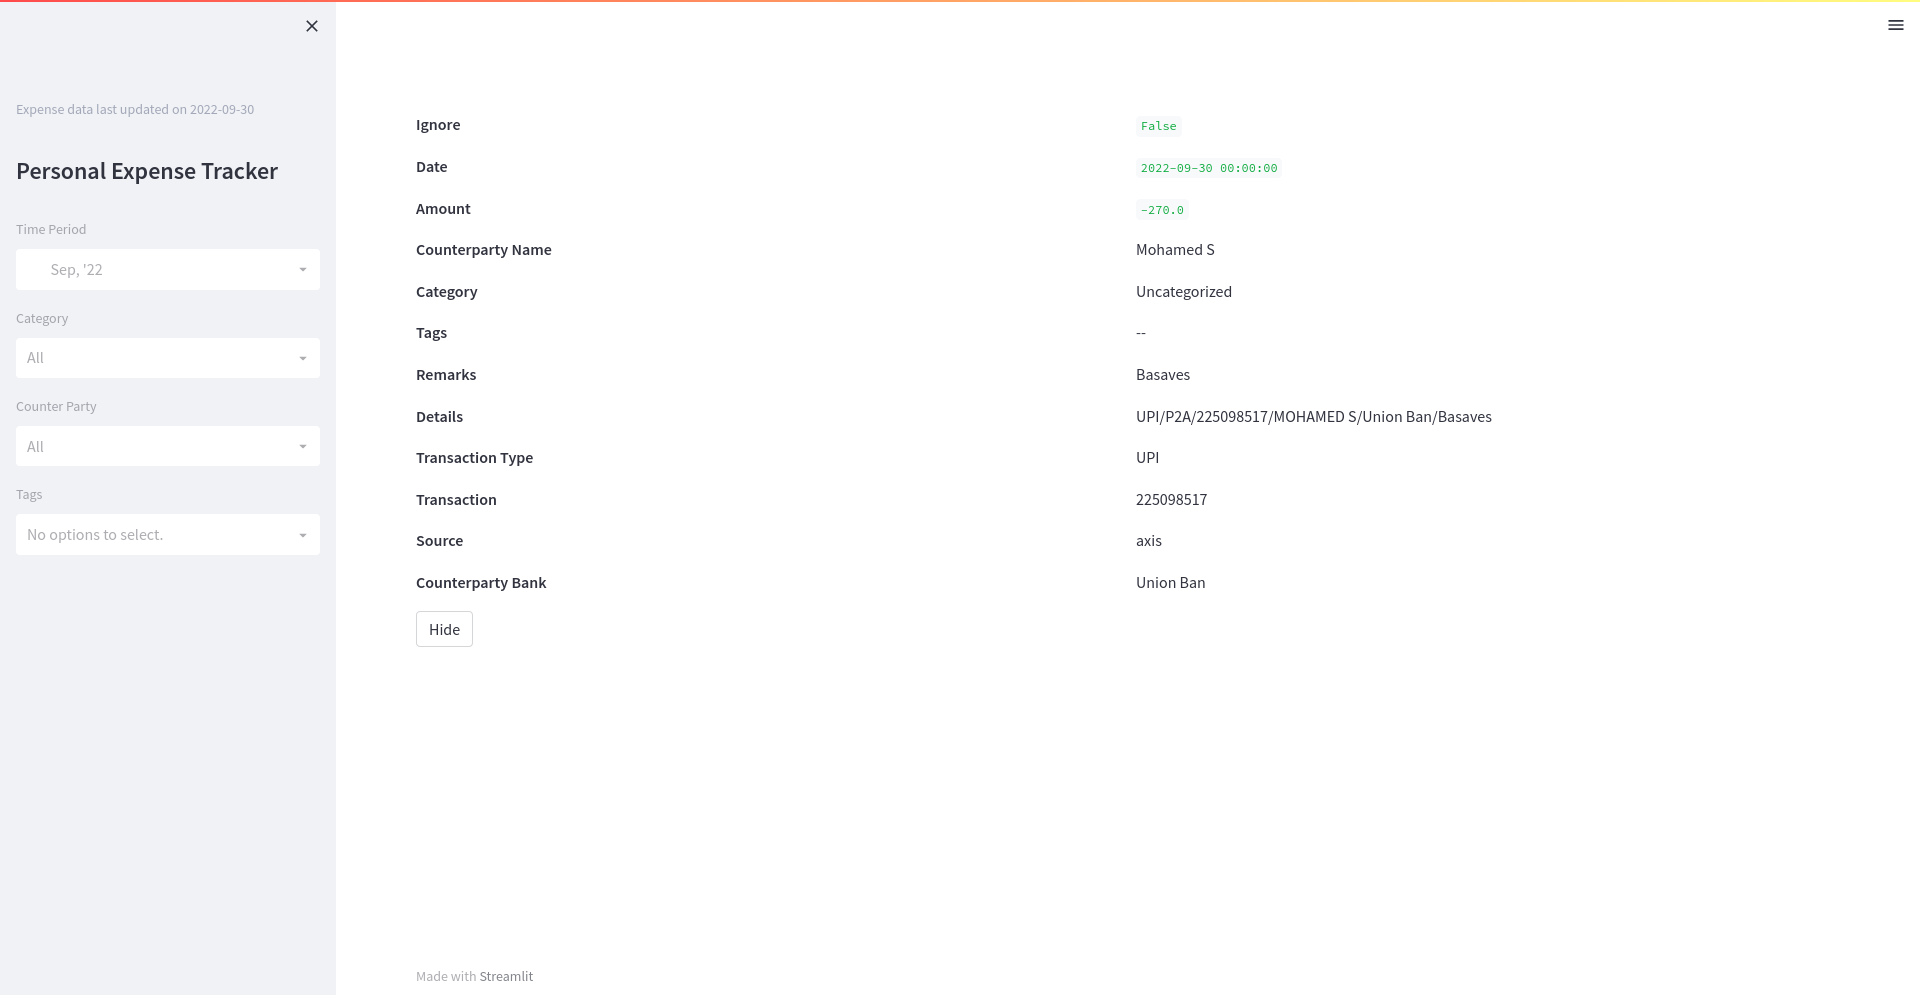 Expense data last updated on 2022-09-30
Personal Expense Tracker
Time Period
Sep, '22
Category
All
Counter Party
All
Tags
No options to select.
Ignore False
Date 2022-09-30 00:00:00
Amount -270.0
Counterparty Name Mohamed S
Category Uncategorized
Tags --
Remarks Basaves
Details UPI/P2A/225098517/MOHAMED S/Union Ban/Basaves
Transaction Type UPI
Transaction 225098517
Source axis
Counterparty Bank Union Ban
Hide
Made with Streamlit